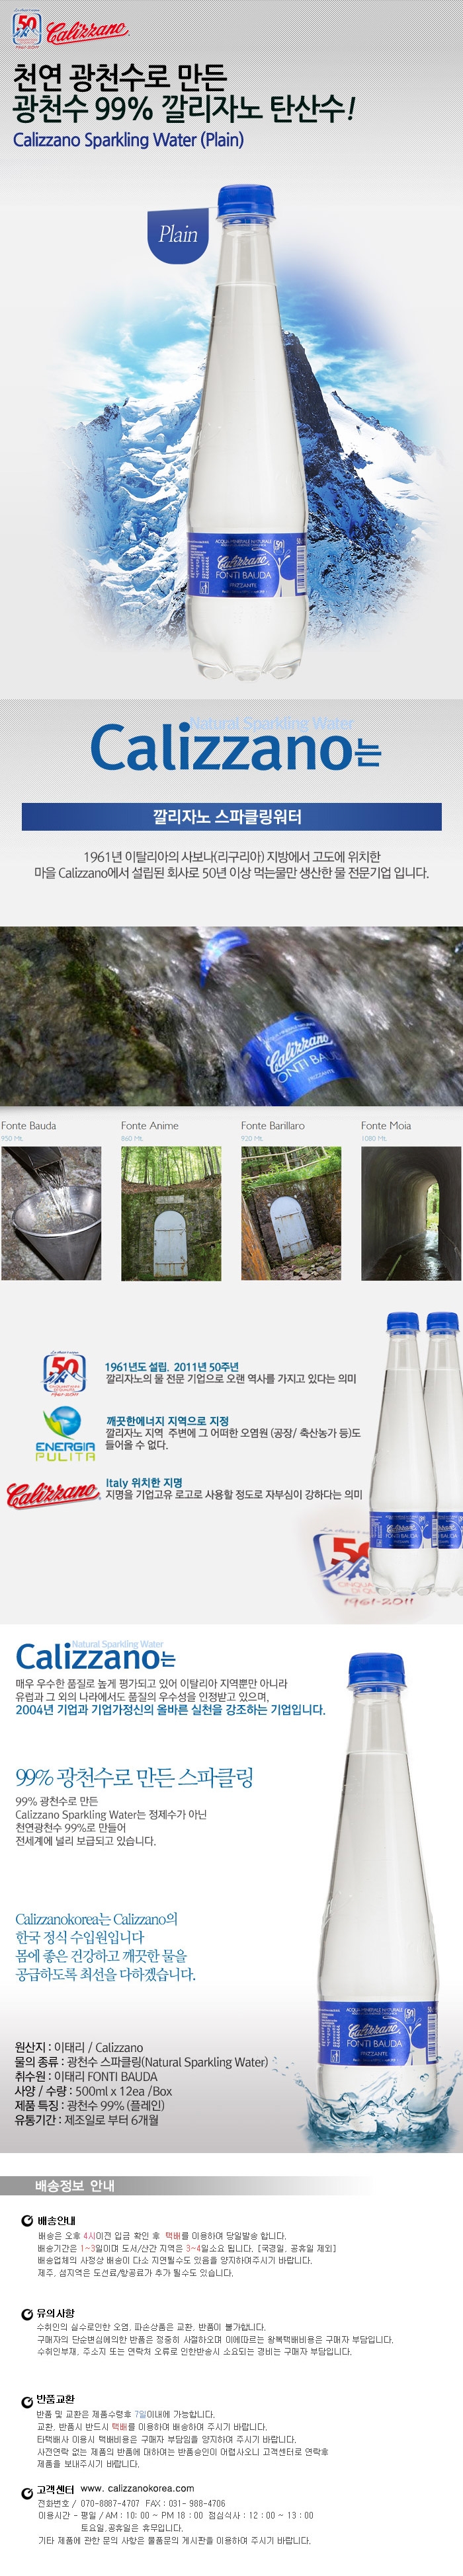 50
1961-2011
Calizzano
천연 광천수로 만든
광천수 99% 깔리자노 탄산수!
Calizzano Sparkling Water (Plain)
Plain
ACQUA MINERALE NATURALE
50
Calizzano
FONTI BAUDA
FRIZZANTE
Natural Sparkling Water
Calizzano는
깔리자노 스파클링워터
1961년 이탈리아의 사보나(리구리아) 지방에서 고도에 위치한
마을 Calizzano에서 설립된 회사로 50년 이상 먹는물만 생산한 물 전문기업 입니다.
Calizzano
FONTI BAU
FRIZZANTE
Fonte Bauda
950 Mt.
Fonte Anime
860 Mt.
Fonte Barillaro
920 Mt.
Fonte Moia
1080 Mt.
50
1961년도 설립. 2011년 50주년
깔리자노의 물 전문 기업으로 오랜 역사를 가지고 있다는 의미
ENERGIA
PULITA
깨끗한에너지 지역으로 지정
깔리자노 지역 주변에 그 어떠한 오염원 (공장/ 축산농가 등)도
들어올 수 없다.
Calizzano
Italy 위치한 지명
지명을 기업고유 로고로 사용할 정도로 자부심이 강하다는 의미
Calizzano
FONTI BAUDA
1961-2011
Natural Sparkling Water
Calizzano는
매우 우수한 품질로 높게 평가되고 있어 이탈리아 지역뿐만 아니라
유럽과 그 외의 나라에서도 품질의 우수성을 인정받고 있으며,
2004년 기업과 기업가정신의 올바른 실천을 강조하는 기업입니다.
99% 광천수로 만든 스파클링
99% 광천수로 만든
Calizzano Sparkling Water는 정제수가 아닌
천연광천수 99%로 만들어
전세계에 널리 보급되고 있습니다.
Calizzanokorea는 Calizzano의
한국 정식 수입원입니다
몸에 좋은 건강하고 깨끗한 물을
공급하도록 최선을 다하겠습니다.
ACQUA MINERALE NATURALE
50
Calizzano
FONTI BAUDA
FRIZZANTE
원산지 : 이태리 / Calizzano
물의 종류 : 광천수 스파클링(Natural Sparkling Water)
취수원 : 이태리 FONTI BAUDA
사양 / 수량 : 500ml x 12ea /Box
제품 특징 : 광천수 99% (플레인)
유통기간 : 제조일로 부터 6개월
배송정보 안내
배송안내
배송은 오후 4시이전 입금 확인 후 택배를 이용하여 당일발송 합니다.
배송기간은 1~3일이며 도서/산간 지역은 3~4일소요 됩니다. [국경일, 공휴일 제외]
배송업체의 사정상 배송이 다소 지연될수도 있음을 양지하여주시기 바랍니다.
제주, 섬지역은 도선료/항공료가 추가 될수도 있습니다.
유의사항
수취인의 실수로인한 오염, 파손상품은 교환, 반품이 불가합니다.
구매자의 단순변심에의한 반품은 정중히 사절하오며 이에따르는 왕복택배비용은 구매자 부담입니다.
수취인부재, 주소지 또는 연락처 오류로 인한반송시 소요되는 경비는 구매자 부담입니다.
반품교환
반품 및 교환은 제품수령후 7일이내에 가능합니다.
교환, 반품시 반드시 택배를 이용하여 배송하여 주시기 바랍니다.
타택배사 이용시 택배비용은 구매자 부담임을 양지하여 주시기 바랍니다.
사전연락 없는 제품의 반품에 대하여는 반품승인이 어렵사오니 고객센터로 연락후
제품을 보내주시기 바랍니다.
고객센터 www. calizzanokorea.com
전화번호 / 070-8887-4707 FAX : 031- 988-4706
이용시간 - 평일 / AM : 10: 00 ~ PM 18 : 00 점심식사 : 12 : 00 ~ 13 : 00
토요일,공휴일은 휴무입니다.
기타 제품에 관한 문의 사항은 물품문의 게시판을 이용하여 주시기 바랍니다.